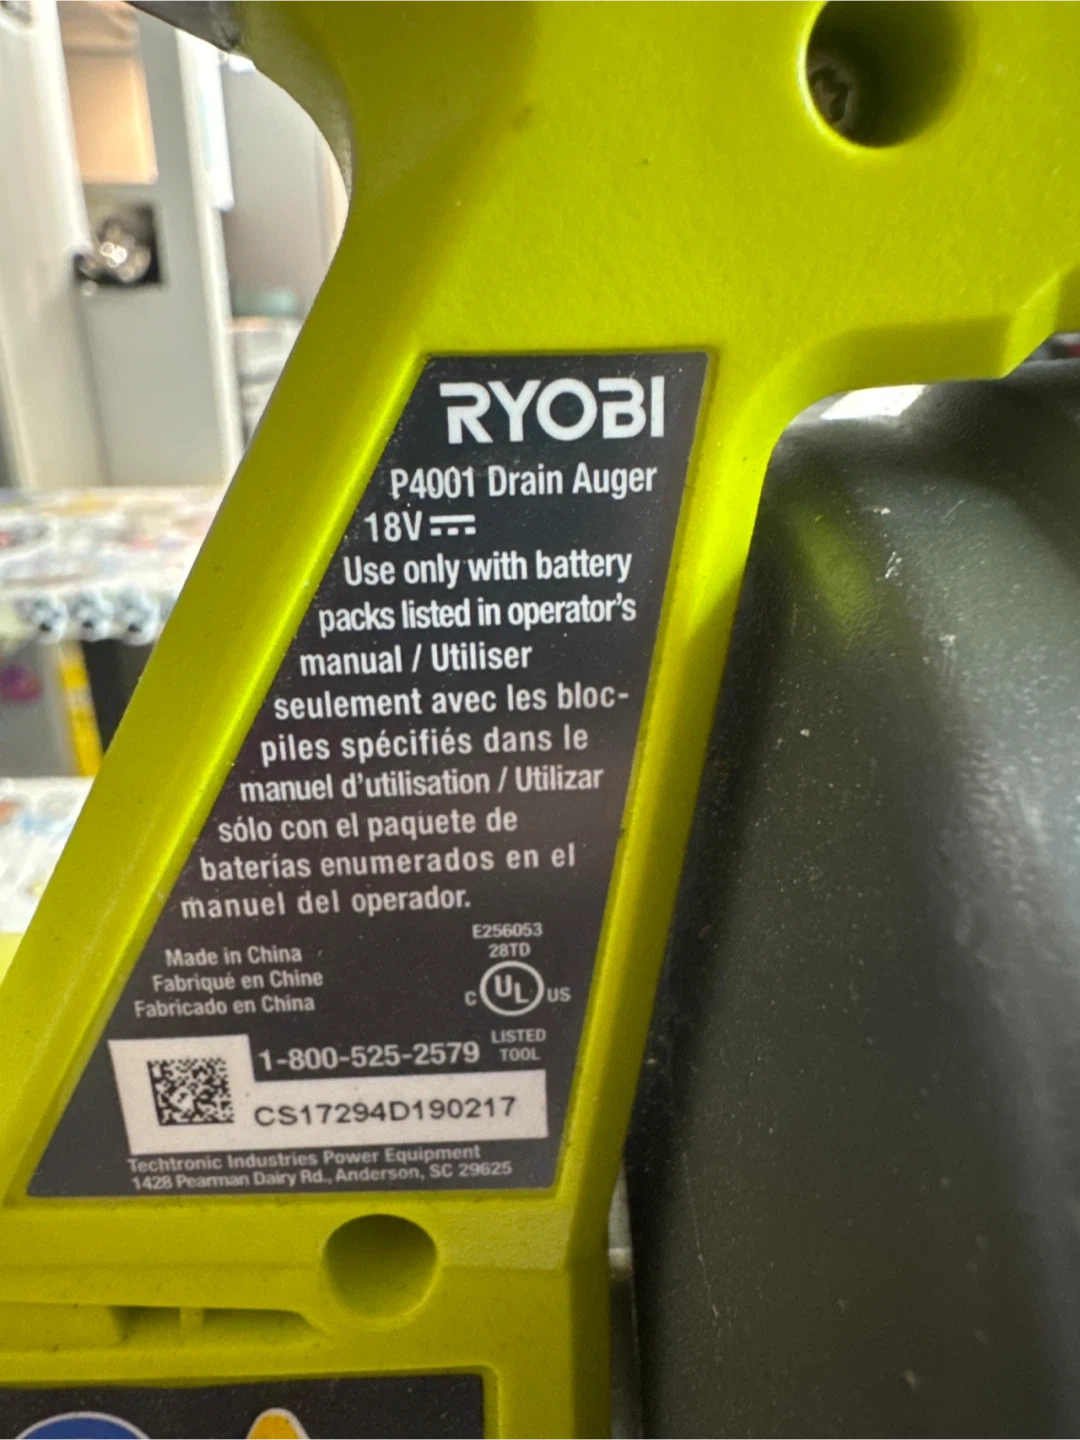 RYOBI
P4001 Drain Auger
18V
Use only with battery
packs listed in operator's
manual / Utiliser
seulement avec les bloc-
piles spécifiés dans le
manuel d'utilisation / Utilizar
sólo con el paquete de
baterías enumerados en el
manuel del operador.
Made in China
Fabriqué en Chine
Fabricado en China
E256053
28TD
C UL US
LISTED
TOOL
1-800-525-2579
CS17294D190217
Techtronic Industries Power Equipment
1428 Pearman Dairy Rd., Anderson, SC 29625